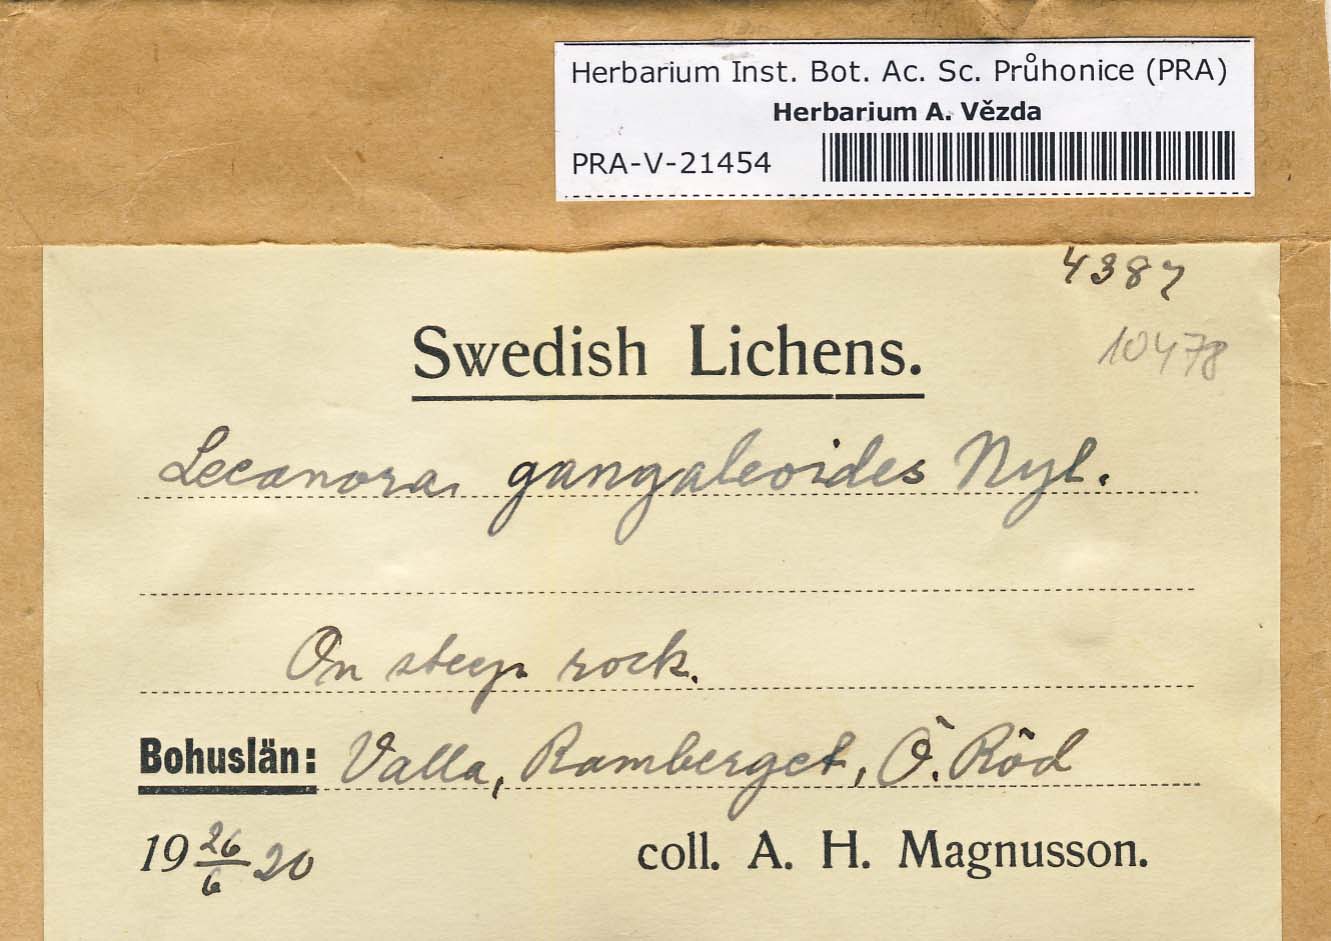 Herbarium Inst. Bot. Ac. Sc. Průhonice (PRA)
Herbarium A. Vězda
PRA-V-21454
4387
Swedish Lichens.
10478
Lecanora gangaleoides Nyl.
On steep rock.
Bohuslän: Valla, Ramberget, Ö. Röd
19 26/6 20 coll. A. H. Magnusson.